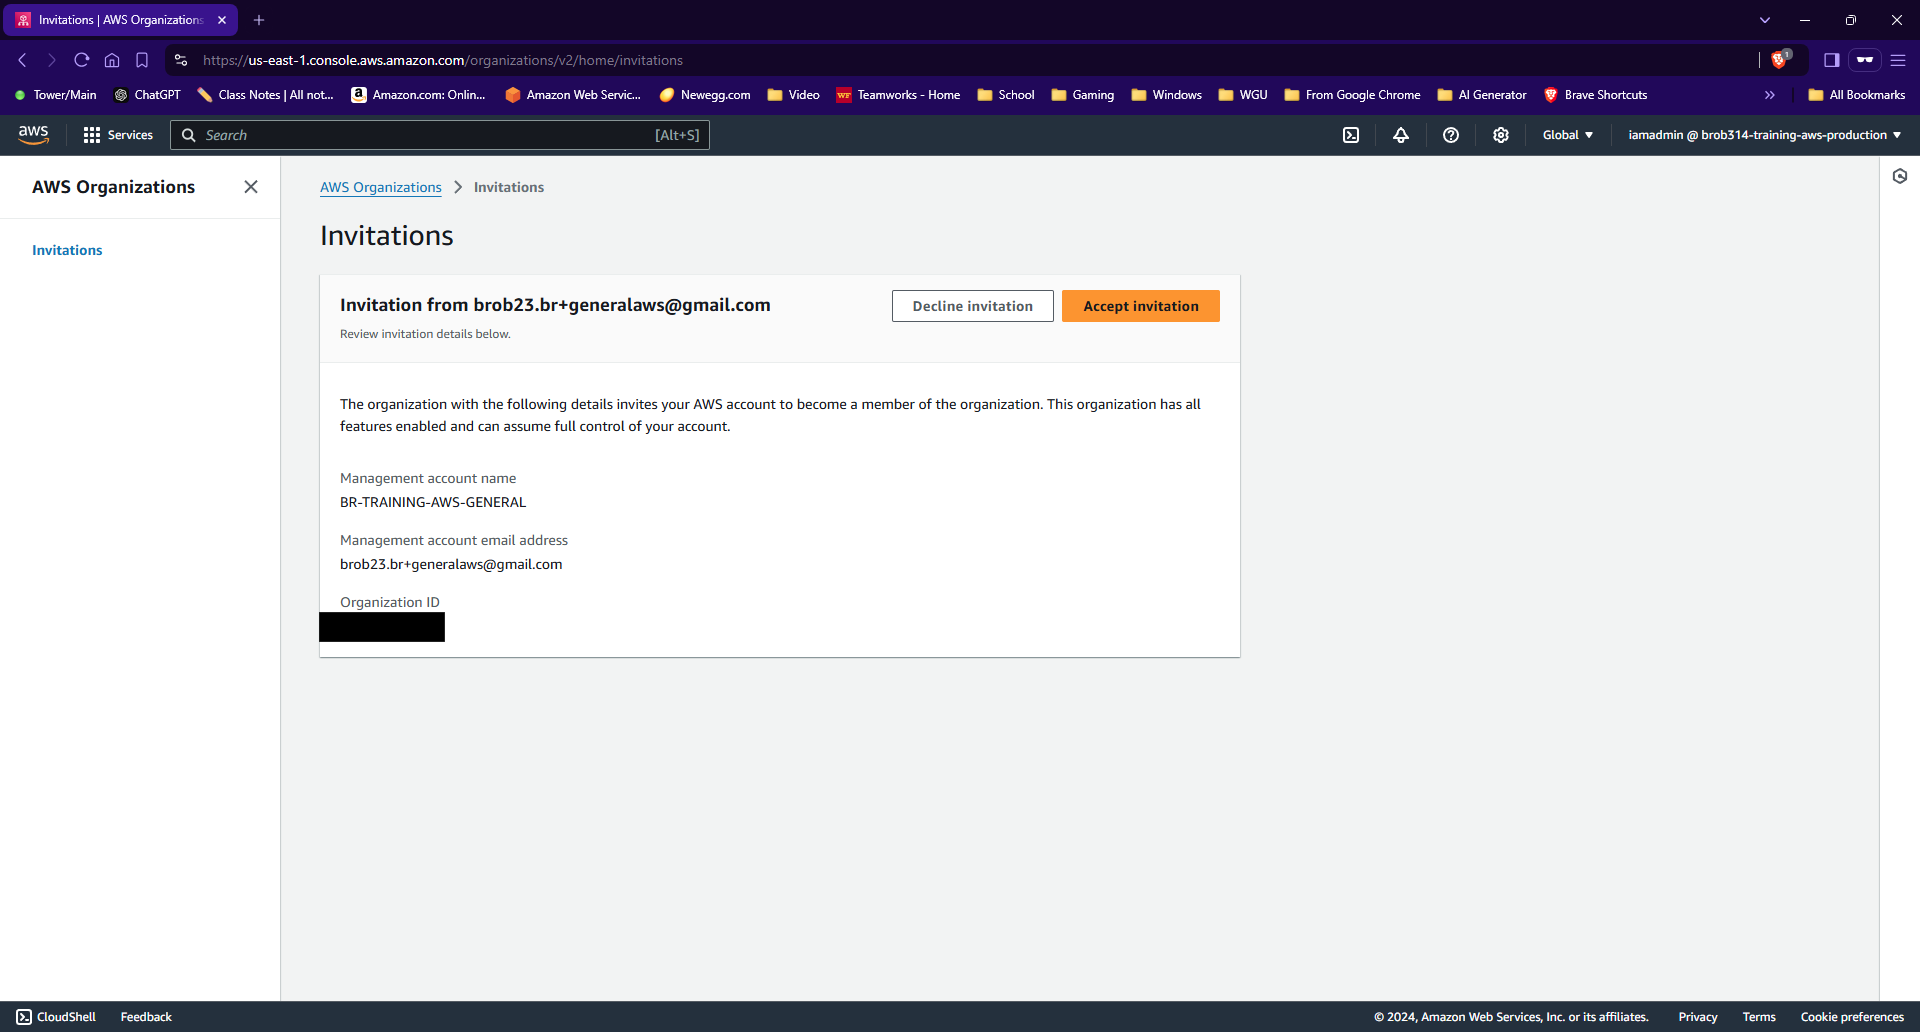 Invitations | AWS Organizations
https://us-east-1.console.aws.amazon.com/organizations/v2/home/invitations
1
Tower/Main
ChatGPT
Class Notes | All not...
Amazon.com: Onlin...
Amazon Web Servic...
Newegg.com
Video
WF
Teamworks - Home
School
Gaming
Windows
WGU
From Google Chrome
AI Generator
Brave Shortcuts
All Bookmarks
aws
Services
Search
[Alt+S]
Global
iamadmin @ brob314-training-aws-production
AWS Organizations
Invitations
AWS Organizations > Invitations
Invitations
Invitation from brob23.br+generalaws@gmail.com
Review invitation details below.
Decline invitation
Accept invitation
The organization with the following details invites your AWS account to become a member of the organization. This organization has all
features enabled and can assume full control of your account.
Management account name
BR-TRAINING-AWS-GENERAL
Management account email address
brob23.br+generalaws@gmail.com
Organization ID
CloudShell
Feedback
© 2024, Amazon Web Services, Inc. or its affiliates.
Privacy
Terms
Cookie preferences